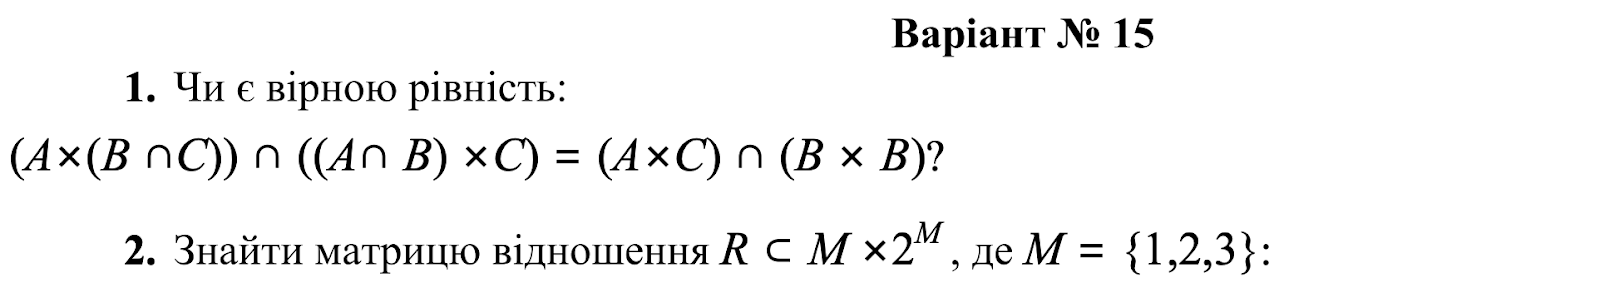 Варіант № 15
1. Чи є вірною рівність:
(A×(B ∩C)) ∩ ((A∩ B) ×C) = (A×C) ∩ (B × B)?
2. Знайти матрицю відношення R ⊂ M ×2^M , де M = {1,2,3}: